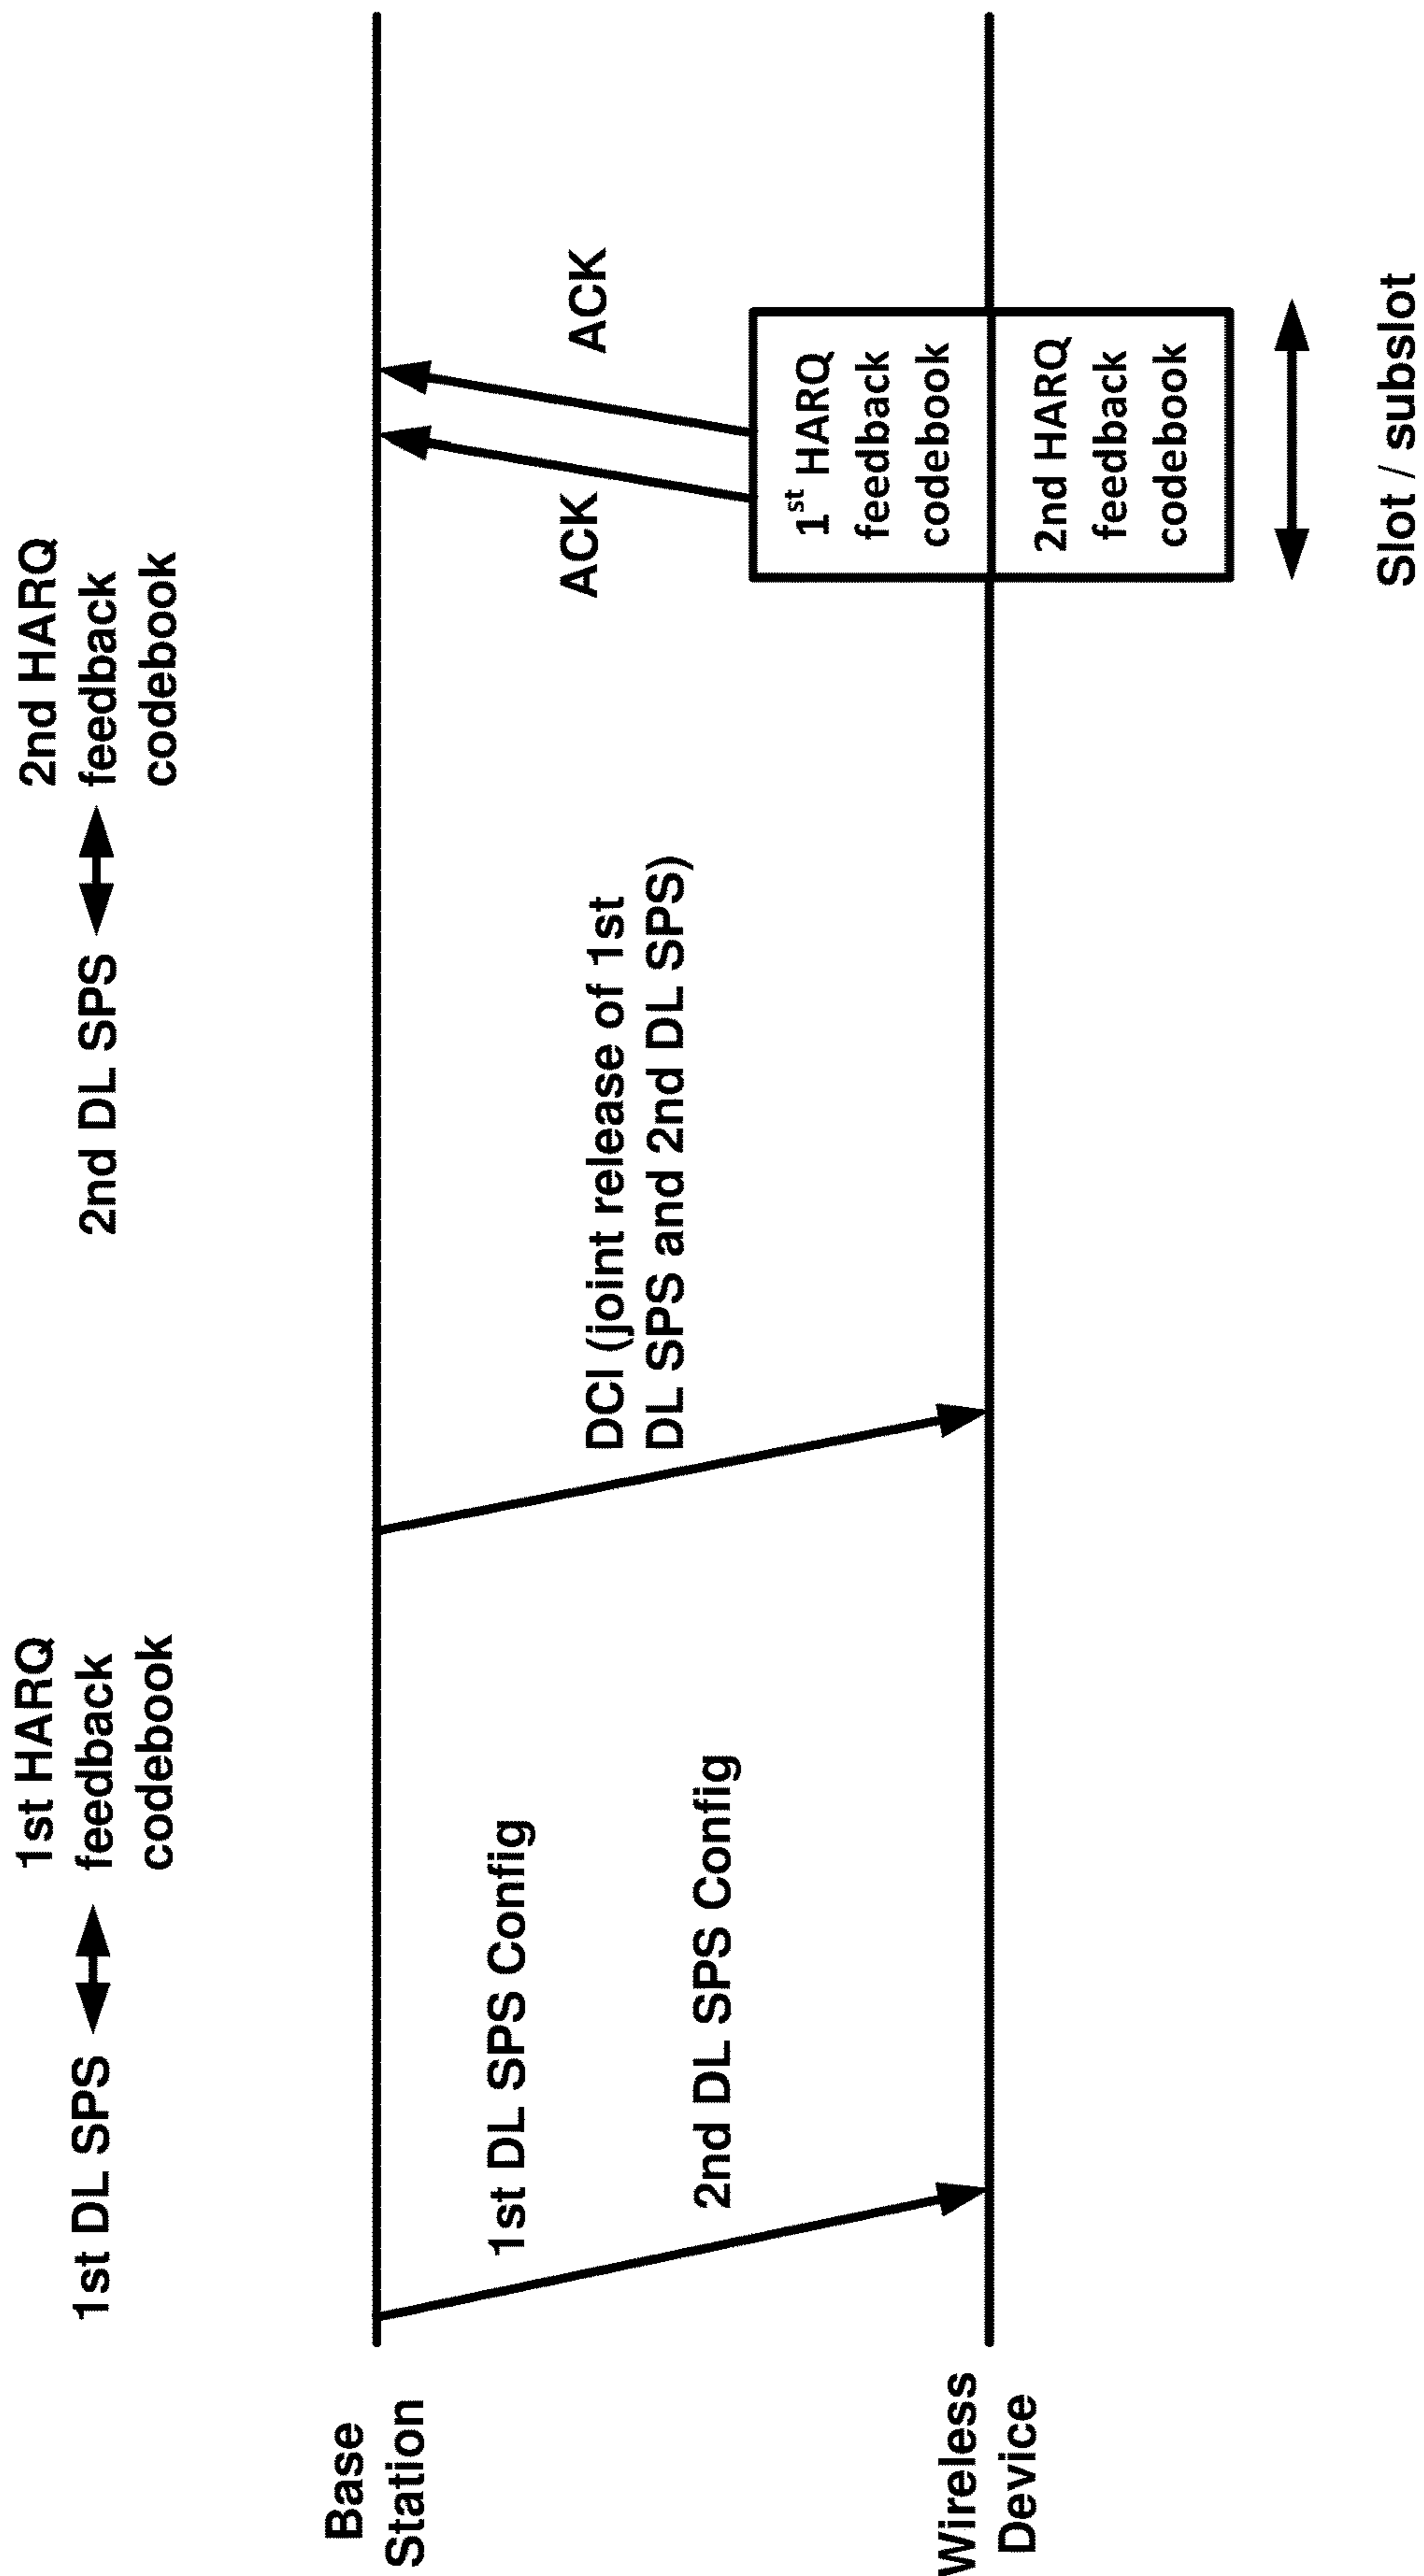 1st DL SPS
1st HARQ
feedback
codebook
2nd DL SPS
2nd HARQ
feedback
codebook
Base
Station
1st DL SPS Config
2nd DL SPS Config
DCI (joint release of 1st
DL SPS and 2nd DL SPS)
ACK
ACK
1st HARQ
feedback
codebook
2nd HARQ
feedback
codebook
Wireless
Device
Slot / subslot